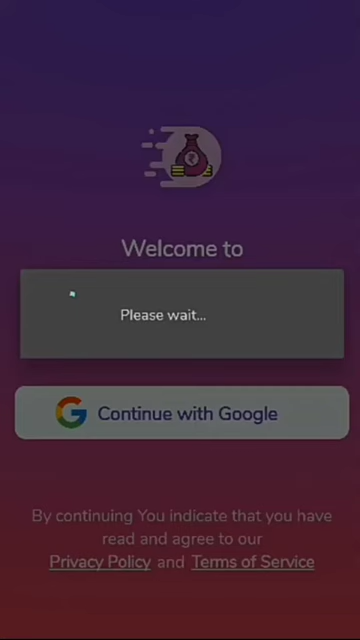 Welcome to
Please wait...
Continue with Google
By continuing You indicate that you have
read and agree to our
Privacy Policy and Terms of Service